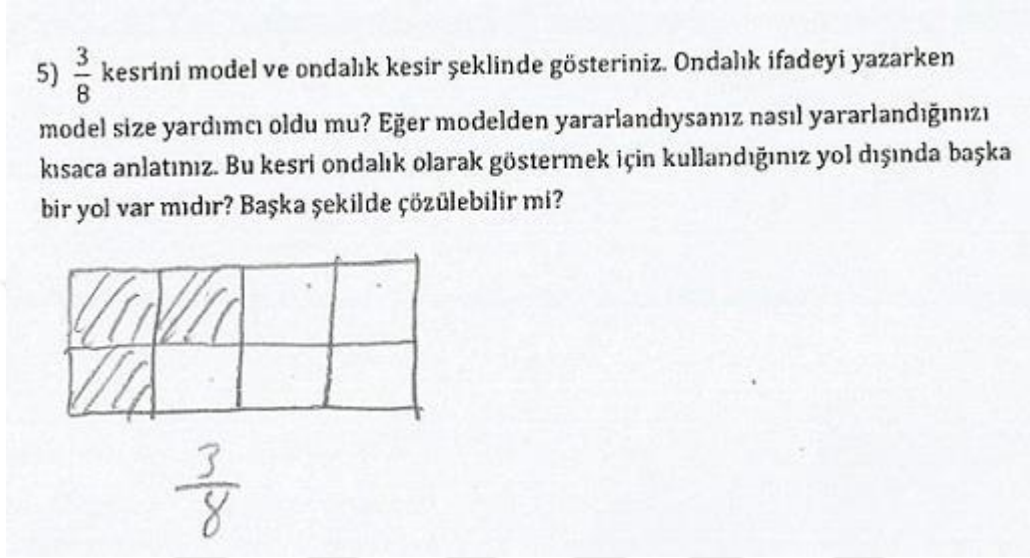 5) 3/8 kesrini model ve ondalık kesir şeklinde gösteriniz. Ondalık ifadeyi yazarken
model size yardımcı oldu mu? Eğer modelden yararlandıysanız nasıl yararlandığınızı
kısaca anlatınız. Bu kesri ondalık olarak göstermek için kullandığınız yol dışında başka
bir yol var mıdır? Başka şekilde çözülebilir mi?
3/8